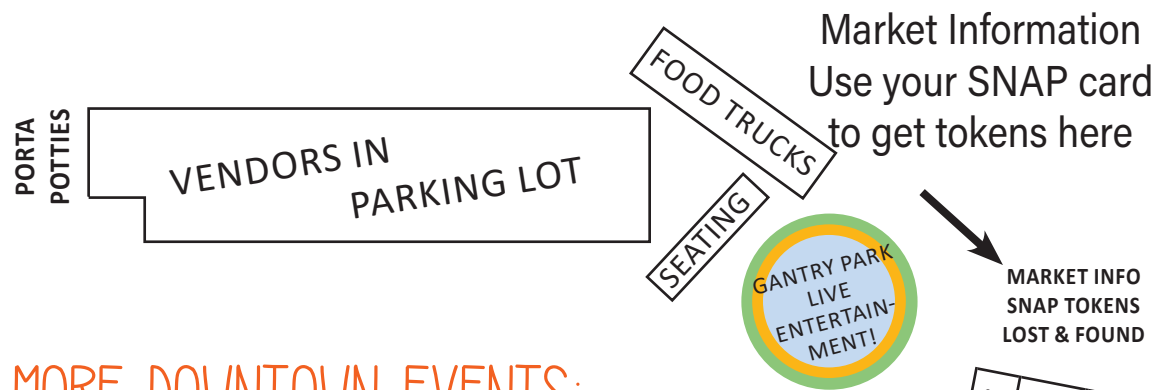 Market Information
Use your SNAP card
to get tokens here
FOOD TRUCKS
PORTA
POTTIES
VENDORS IN
PARKING LOT
SEATING
GANTRY PARK
LIVE
ENTERTAIN-
MENT!
MARKET INFO
SNAP TOKENS
LOST & FOUND
MORE DOWNTOWN EVENTS: